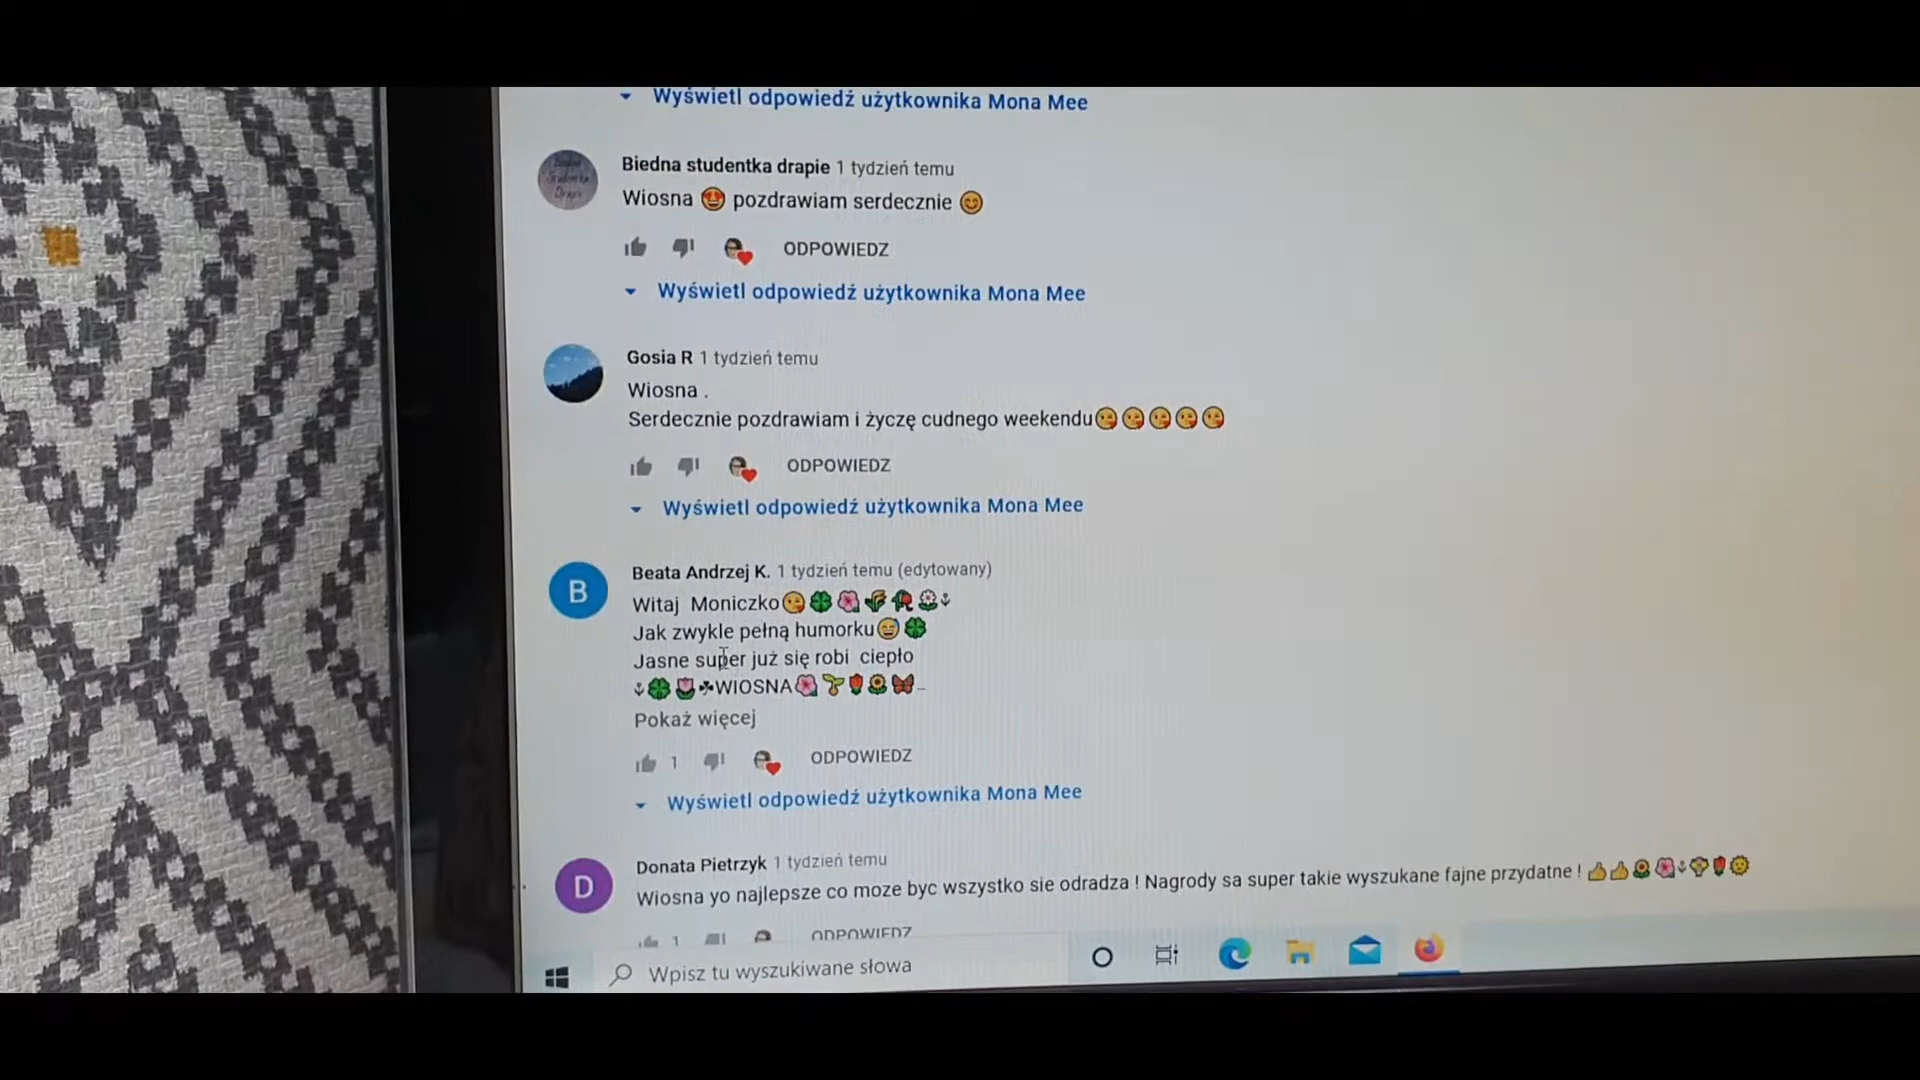 Wyświetl odpowiedź użytkownika Mona Mee
Biedna studentka drapie 1 tydzień temu
Wiosna 🤩 pozdrawiam serdecznie 😊
ODPOWIEDZ
Wyświetl odpowiedź użytkownika Mona Mee
Gosia R 1 tydzień temu
Wiosna .
Serdecznie pozdrawiam i życzę cudnego weekendu😘😘😘😘😘
ODPOWIEDZ
Wyświetl odpowiedź użytkownika Mona Mee
B
Beata Andrzej K. 1 tydzień temu (edytowany)
Witaj Moniczko😘🍀🌺🌾🥀💮⚘
Jak zwykle pełną humorku😅🍀
Jasne super już się robi ciepło
⚘🍀🌷☘WIOSNA🌺🌱🌹🌻🦋
Pokaż więcej
1
ODPOWIEDZ
Wyświetl odpowiedź użytkownika Mona Mee
D
Donata Pietrzyk 1 tydzień temu
Wiosna yo najlepsze co moze byc wszystko sie odradza ! Nagrody sa super takie wyszukane fajne przydatne ! 👍👍🌻🌺⚘💐🌹🌞
1
ODPOWIEDZ
Wpisz tu wyszukiwane słowa